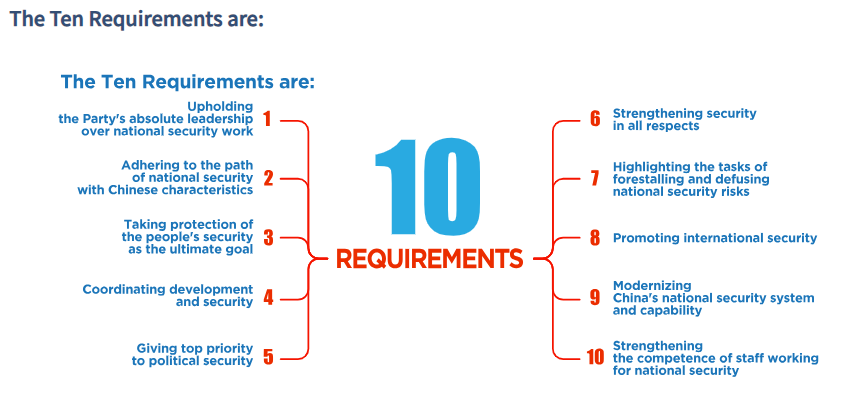 The Ten Requirements are:
The Ten Requirements are:
Upholding
the Party's absolute leadership
over national security work
1
Adhering to the path
of national security
with Chinese characteristics
2
Taking protection of
the people's security
as the ultimate goal
3
Coordinating development
and security
4
Giving top priority
to political security
5
10
REQUIREMENTS
6
Strengthening security
in all respects
7
Highlighting the tasks of
forestalling and defusing
national security risks
8
Promoting international security
9
Modernizing
China's national security system
and capability
10
Strengthening
the competence of staff working
for national security